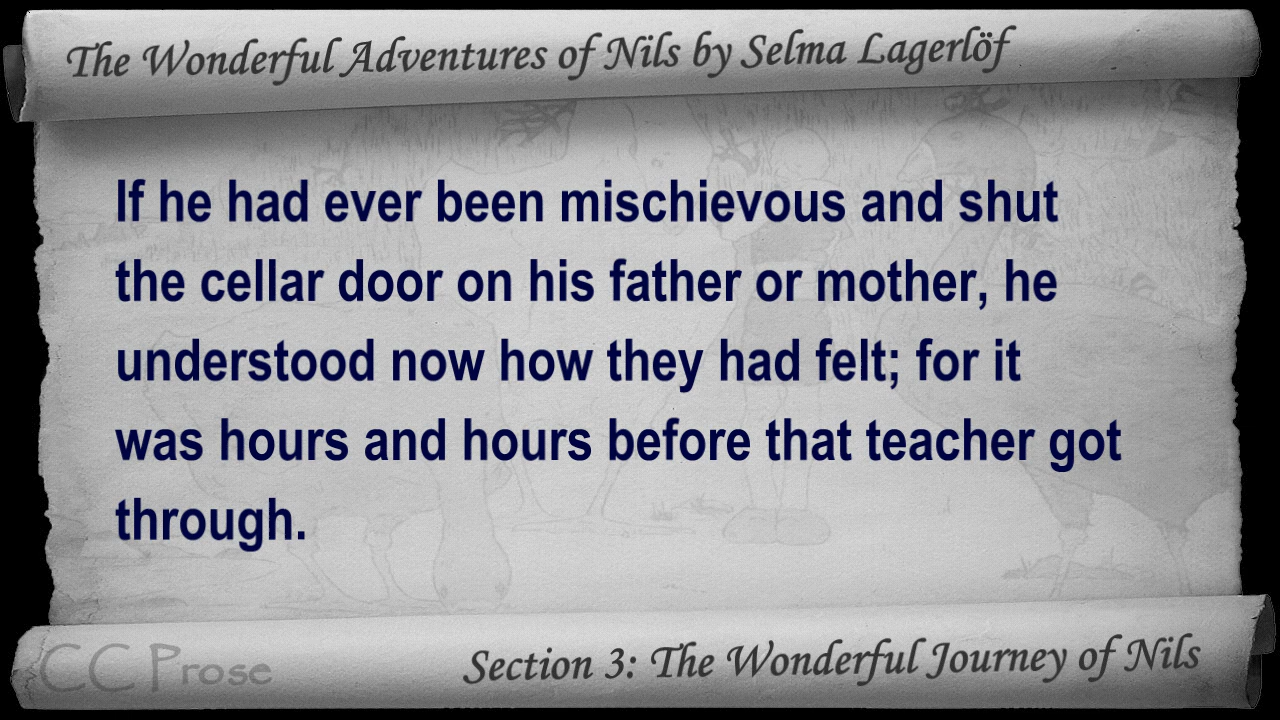 The Wonderful Adventures of Nils by Selma Lagerlöf
If he had ever been mischievous and shut
the cellar door on his father or mother, he
understood now how they had felt; for it
was hours and hours before that teacher got
through.
CC Prose
Section 3: The Wonderful Journey of Nils